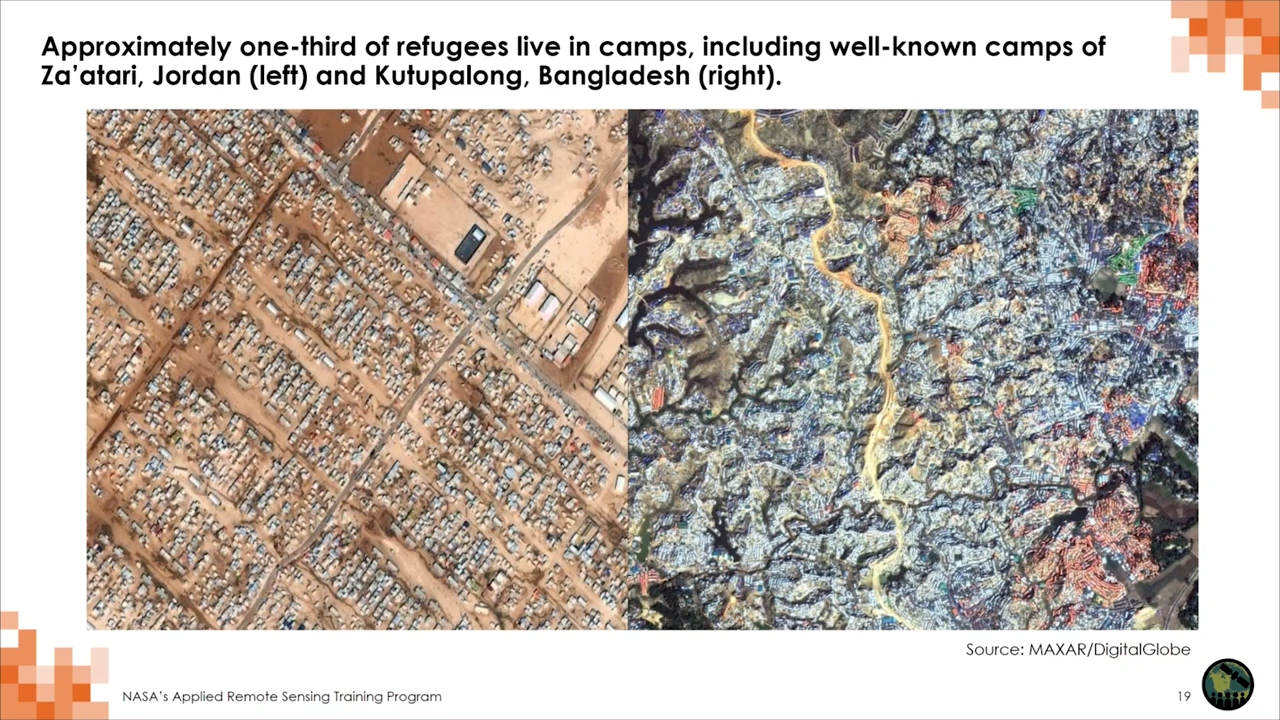 Approximately one-third of refugees live in camps, including well-known camps of
Za’atari, Jordan (left) and Kutupalong, Bangladesh (right).
Source: MAXAR/DigitalGlobe
NASA’s Applied Remote Sensing Training Program
19